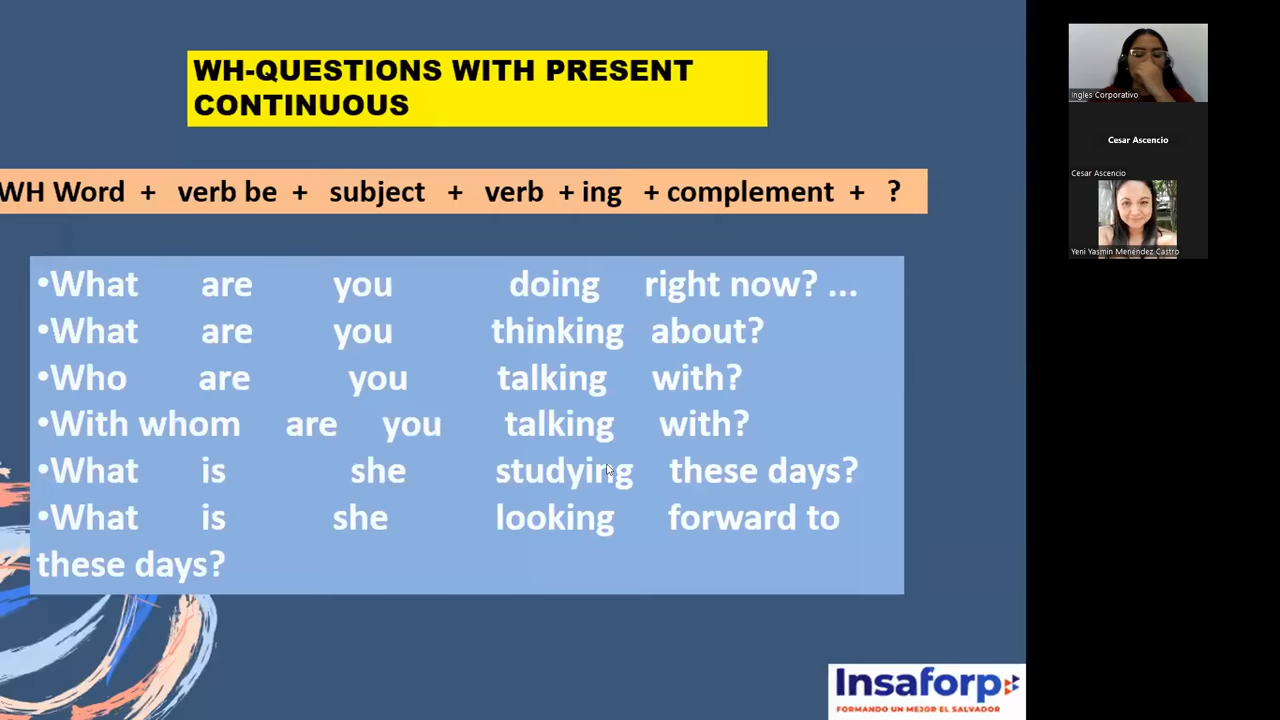 WH-QUESTIONS WITH PRESENT
CONTINUOUS
WH Word + verb be + subject + verb + ing + complement + ?
•What are you doing right now? ...
•What are you thinking about?
•Who are you talking with?
•With whom are you talking with?
•What is she studying these days?
•What is she looking forward to
these days?
Insaforp
FORMANDO UN MEJOR EL SALVADOR
Ingles Corporativo
Cesar Ascencio
Cesar Ascencio
Yeni Yasmin Menéndez Castro